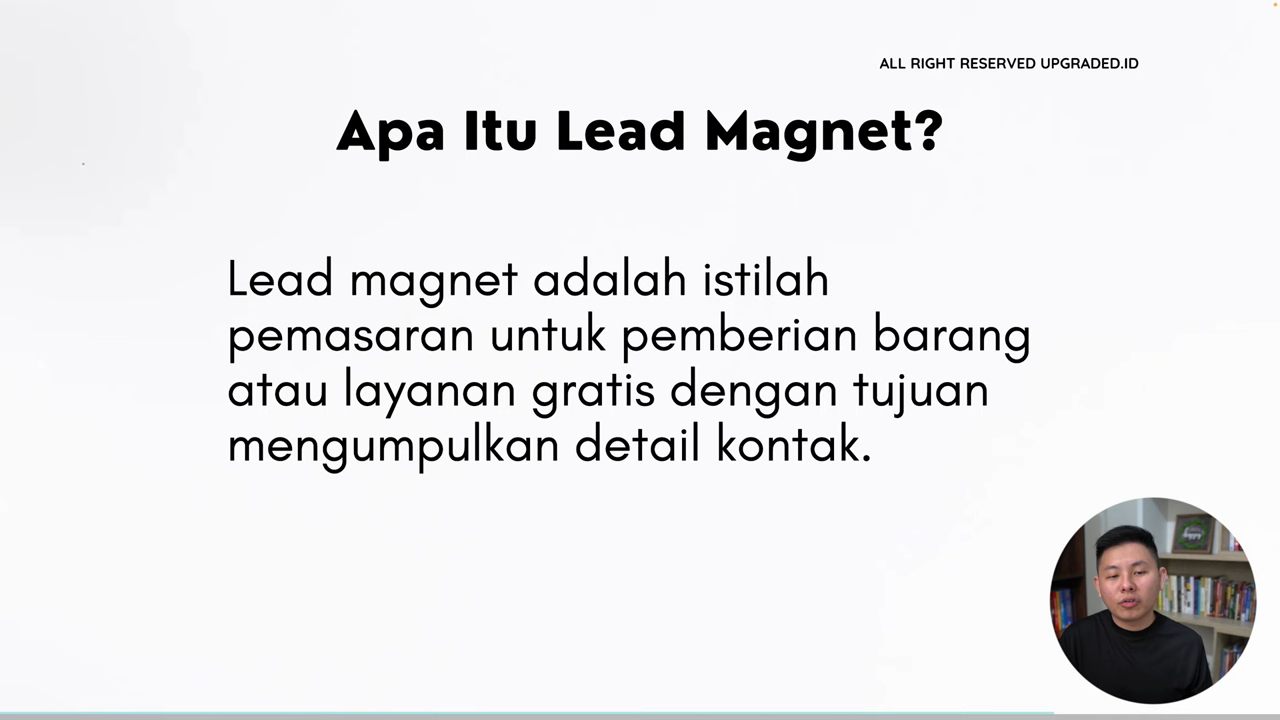 ALL RIGHT RESERVED UPGRADED.ID
Apa Itu Lead Magnet?
Lead magnet adalah istilah
pemasaran untuk pemberian barang
atau layanan gratis dengan tujuan
mengumpulkan detail kontak.